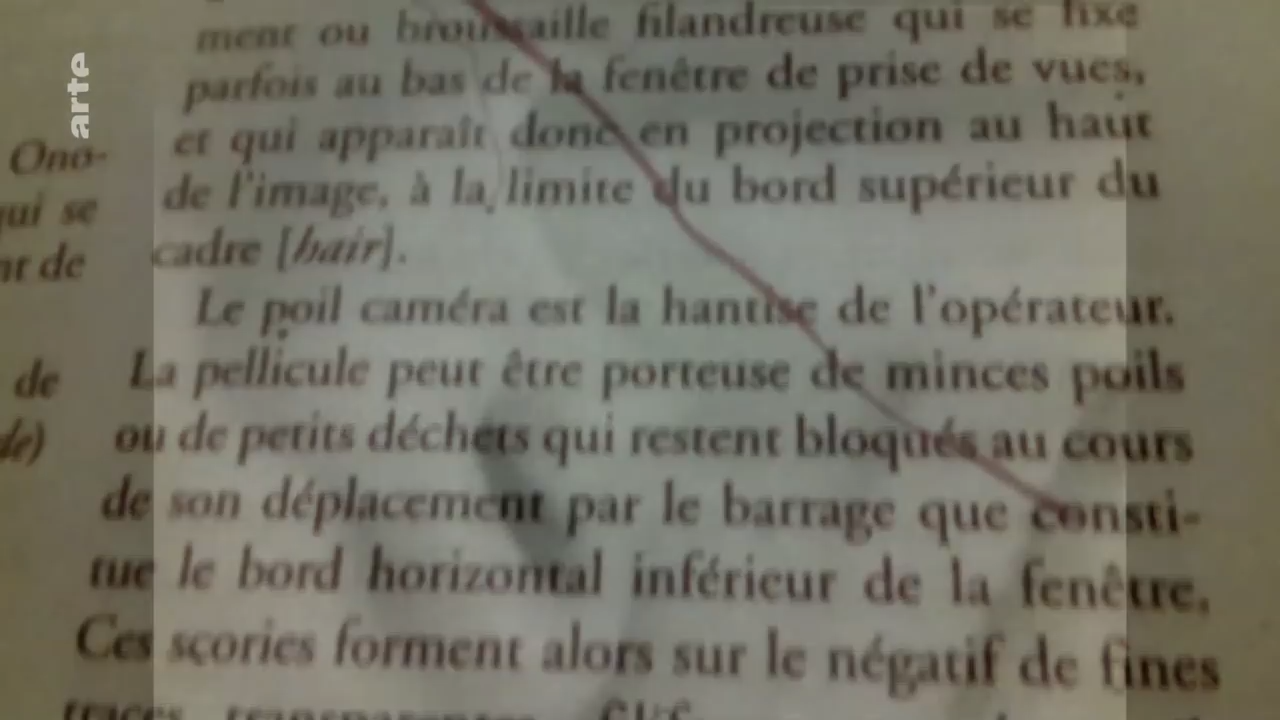 arte
ment ou broussaille filandreuse qui se fixe
parfois au bas de la fenêtre de prise de vues,
et qui apparaît donc en projection au haut
de l'image, à la limite du bord supérieur du
cadre [hair].
Le poil caméra est la hantise de l'opérateur.
La pellicule peut être porteuse de minces poils
ou de petits déchets qui restent bloqués au cours
de son déplacement par le barrage que consti-
tue le bord horizontal inférieur de la fenêtre.
Ces scories forment alors sur le négatif de fines
traces transparentes
Ono-
qui se
nt de
de
de)